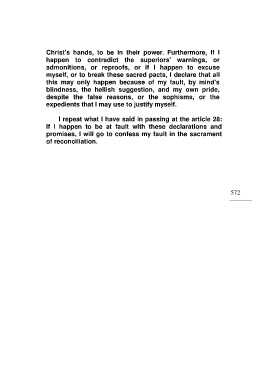 Christ's hands, to be in their power. Furthermore, if I
happen to contradict the superiors' warnings, or
admonitions, or reproofs, or if I happen to excuse
myself, or to break these sacred pacts, I declare that all
this may only happen because of my fault, by mind's
blindness, the hellish suggestion, and my own pride,
despite the false reasons, or the sophisms, or the
expedients that I may use to justify myself.
I repeat what I have said in passing at the article 28:
if I happen to be at fault with these declarations and
promises, I will go to confess my fault in the sacrament
of reconciliation.
572